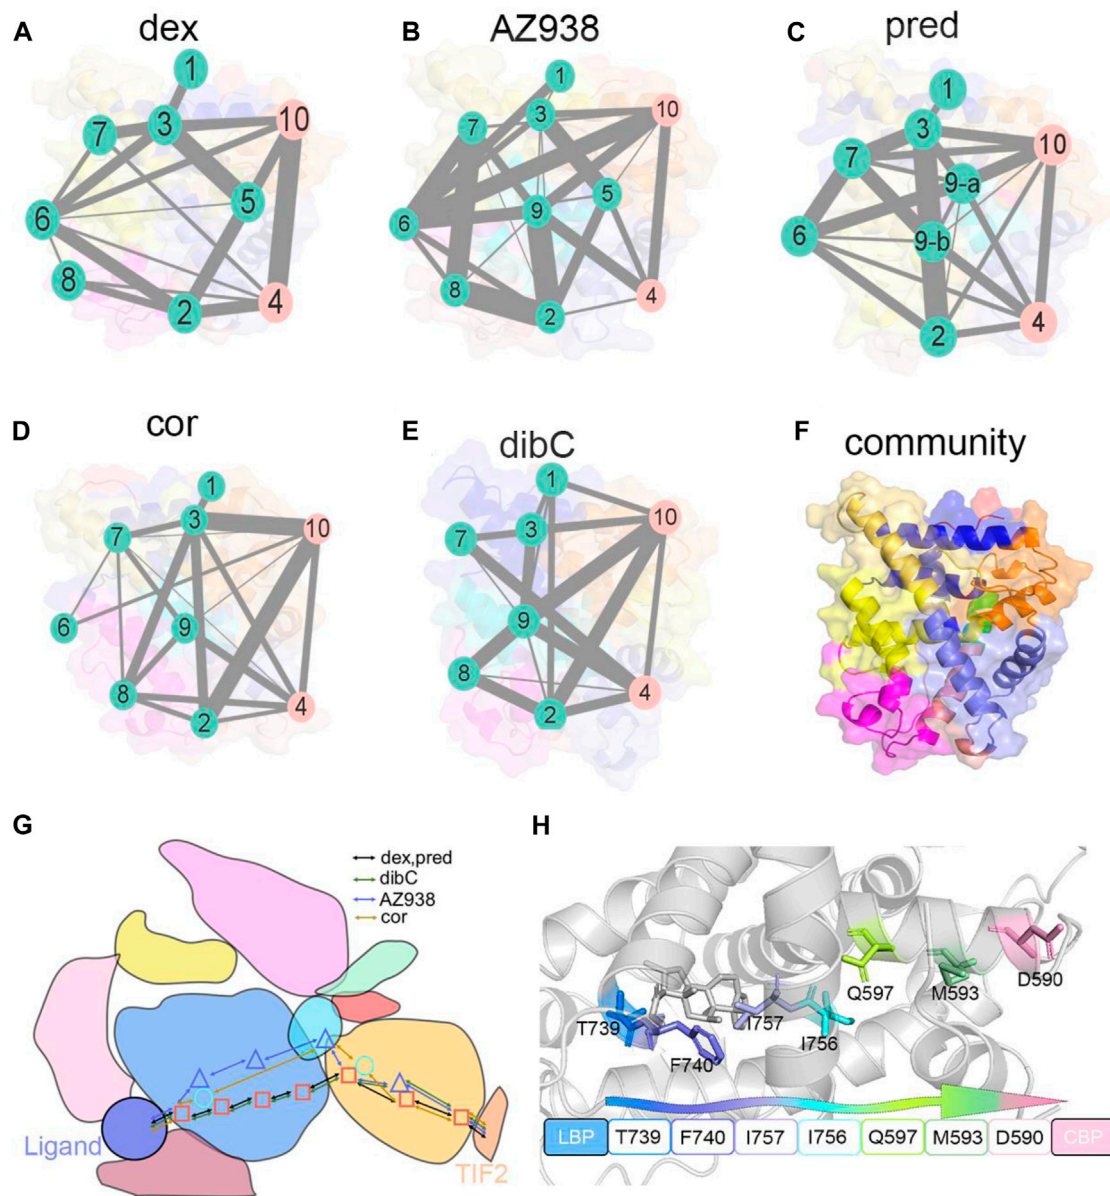 A
dex
1
10
7
3
5
6
8
2
4
B
AZ938
1
10
7
3
5
9
6
8
2
4
C
pred
1
3
10
7
9-a
6
9-b
2
4
D
cor
1
3
10
7
6
9
8
2
4
E
dibC
1
3
10
7
9
8
4
2
F
community
G
dex,pred
dibC
AZ938
cor
Ligand
TIF2
H
Q597
M593
D590
T739
I757
I756
F740
LBP T739 F740 I757 I756 Q597 M593 D590 CBP